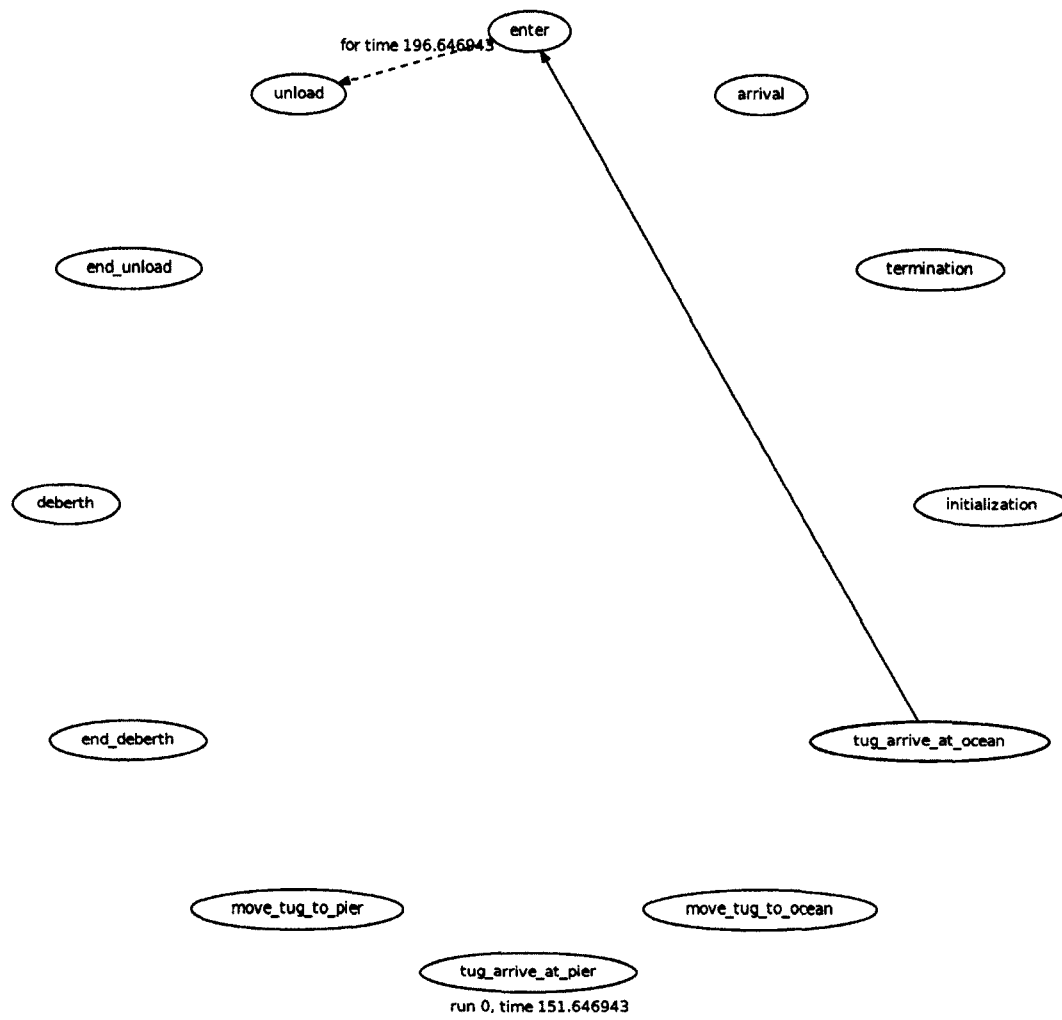 enter
for time 196.646943
unload
arrival
end_unload
termination
deberth
initialization
end_deberth
tug_arrive_at_ocean
move_tug_to_pier
move_tug_to_ocean
tug_arrive_at_pier
run 0, time 151.646943